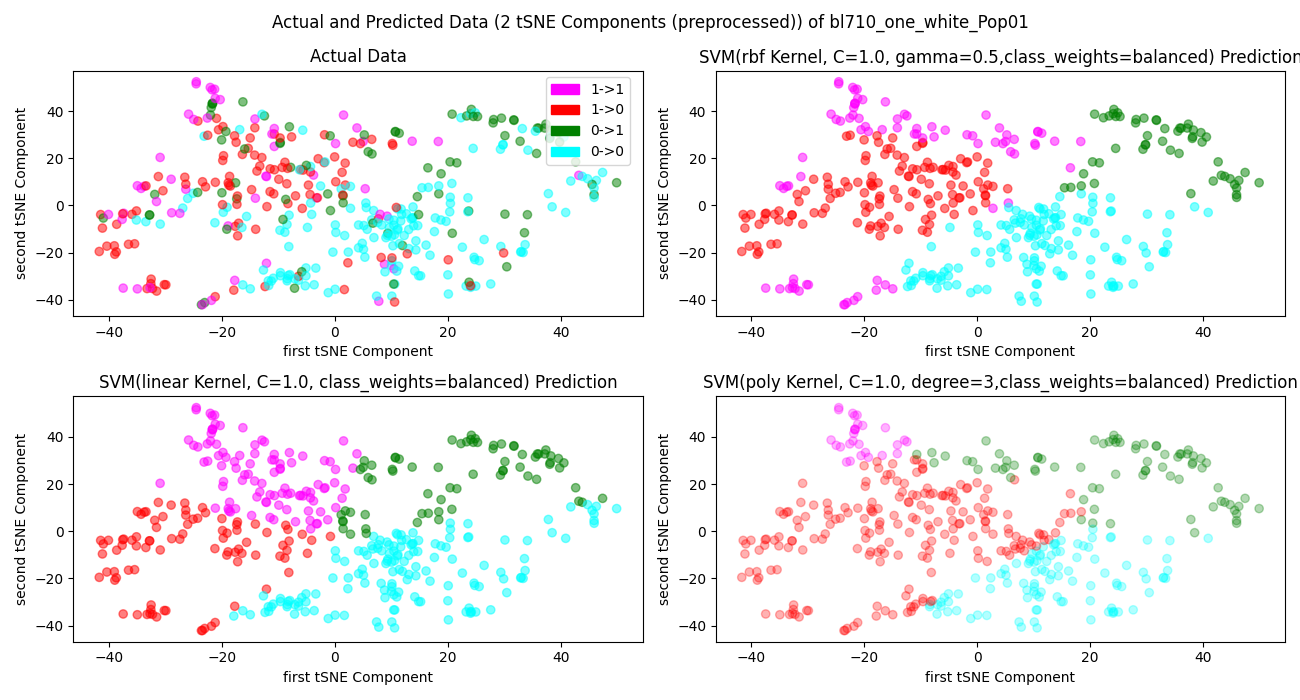 Actual and Predicted Data (2 tSNE Components (preprocessed)) of bl710_one_white_Pop01
Actual Data
second tSNE Component
40
20
0
−20
−40
1->1
1->0
0->1
0->0
−40 −20 0 20 40
first tSNE Component
SVM(rbf Kernel, C=1.0, gamma=0.5,class_weights=balanced) Prediction
second tSNE Component
40
20
0
−20
−40
−40 −20 0 20 40
first tSNE Component
SVM(linear Kernel, C=1.0, class_weights=balanced) Prediction
second tSNE Component
40
20
0
−20
−40
−40 −20 0 20 40
first tSNE Component
SVM(poly Kernel, C=1.0, degree=3,class_weights=balanced) Prediction
second tSNE Component
40
20
0
−20
−40
−40 −20 0 20 40
first tSNE Component